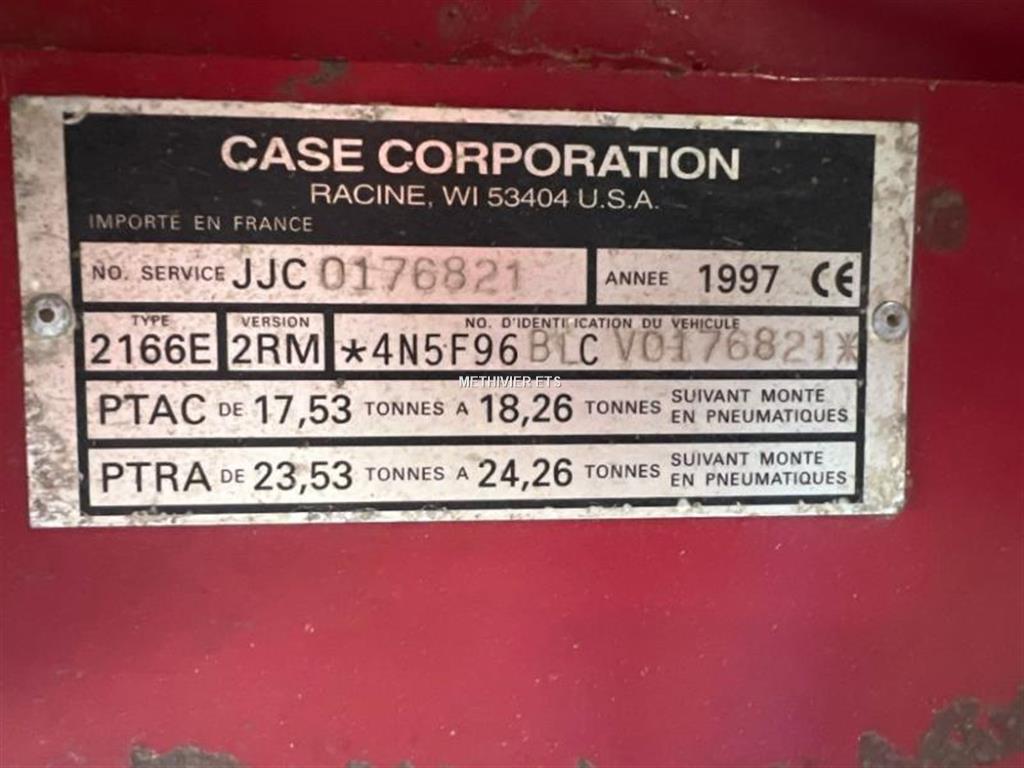 CASE CORPORATION
RACINE, WI 53404 U.S.A.
IMPORTE EN FRANCE
NO. SERVICE JJC 0176821 ANNEE 1997 CE
TYPE VERSION NO. D'IDENTIFICATION DU VEHICULE
2166E 2RM *4N5F96 BLC V0176821*
METHIVIER ETS
PTAC DE 17,53 TONNES A 18,26 TONNES SUIVANT MONTE
EN PNEUMATIQUES
PTRA DE 23,53 TONNES A 24,26 TONNES SUIVANT MONTE
EN PNEUMATIQUES